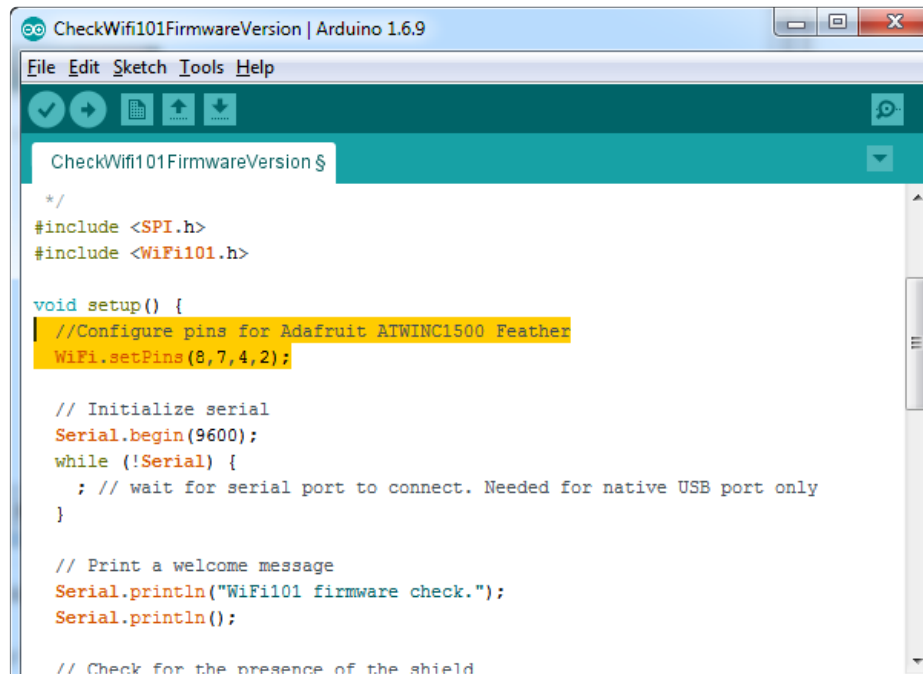 CheckWifi101FirmwareVersion | Arduino 1.6.9
File Edit Sketch Tools Help
CheckWifi101FirmwareVersion §
*/
#include <SPI.h>
#include <WiFi101.h>
void setup() {
//Configure pins for Adafruit ATWINC1500 Feather
WiFi.setPins(8,7,4,2);
// Initialize serial
Serial.begin(9600);
while (!Serial) {
; // wait for serial port to connect. Needed for native USB port only
}
// Print a welcome message
Serial.println("WiFi101 firmware check.");
Serial.println();
// Check for the presence of the shield